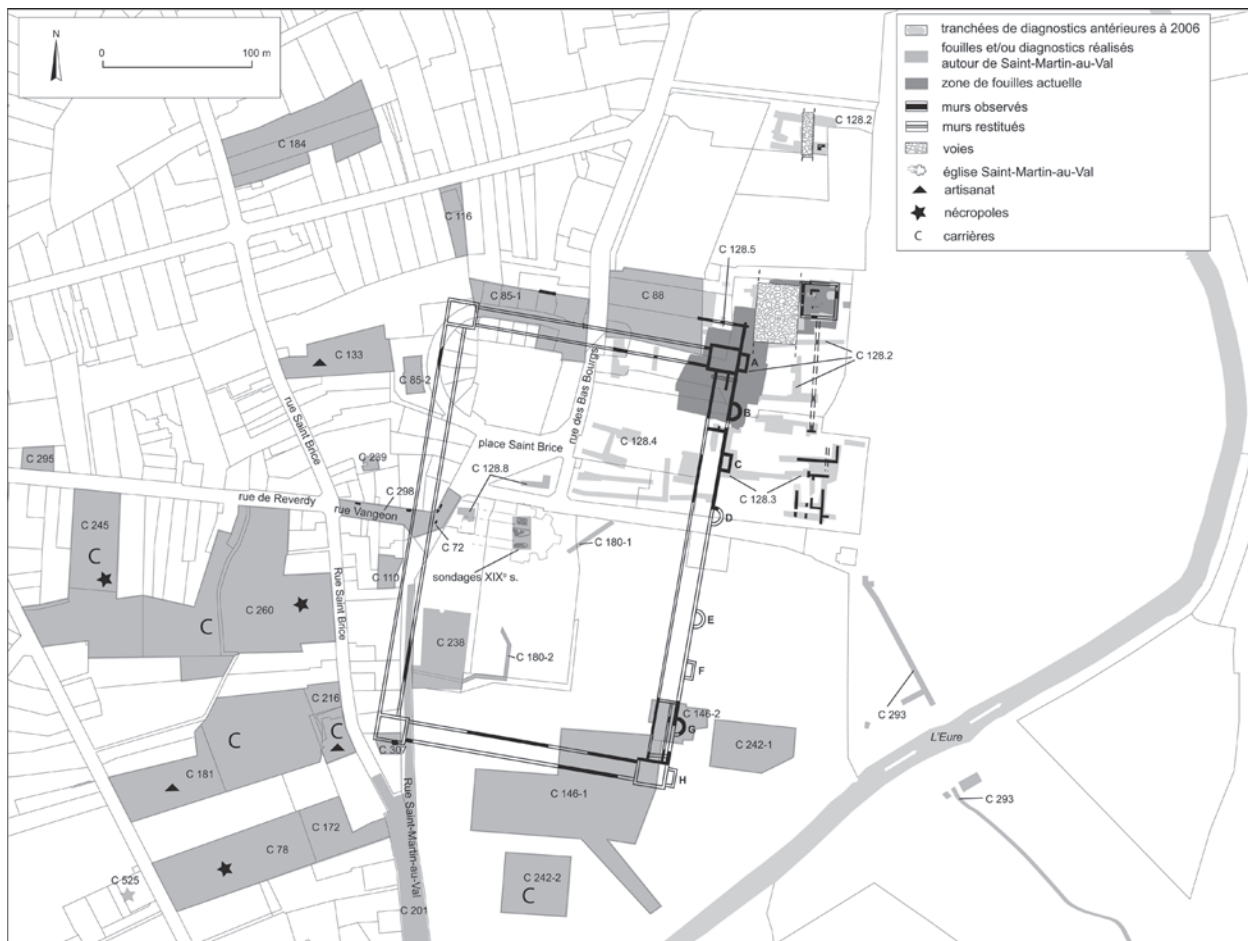 N
0 100 m
tranchées de diagnostics antérieures à 2006
fouilles et/ou diagnostics réalisés
autour de Saint-Martin-au-Val
zone de fouilles actuelle
murs observés
murs restitués
voies
église Saint-Martin-au-Val
artisanat
nécropoles
C carrières
C 128.2
C 184
C 116
C 128.5
C 85-1
C 88
C 133
C 85-2
A
C 128.2
B
rue Saint Brice
rue des Bas Bourgs
place Saint Brice
C 128.4
C
C 295
C 239
C 128.8
C 128.3
rue de Reverdy
C 298
rue Vangeon
D
C 245
C
C 72
C 180-1
sondages XIXe s.
C 110
C 260
C
Rue Saint Brice
E
C 238
C 180-2
F
C 293
C 216
C
C
C 146-2
G
L'Eure
C 242-1
C 307
C 181
H
C 146-1
C 293
Rue Saint-Martin-au-Val
C 172
C 78
C 525
C 242-2
C
C 201